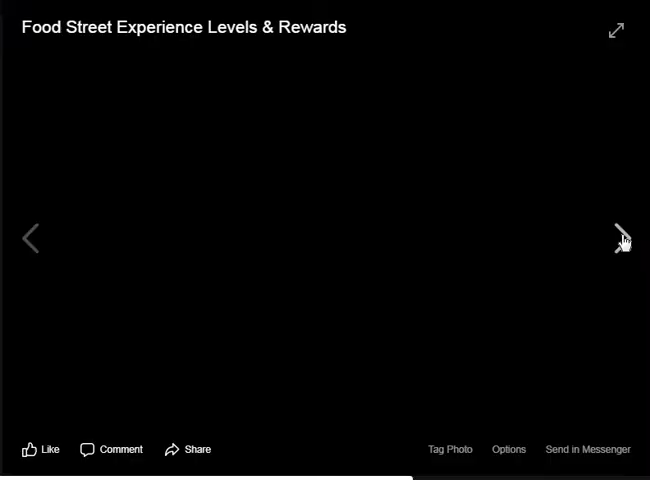 Food Street Experience Levels & Rewards
Like Comment Share Tag Photo Options Send in Messenger